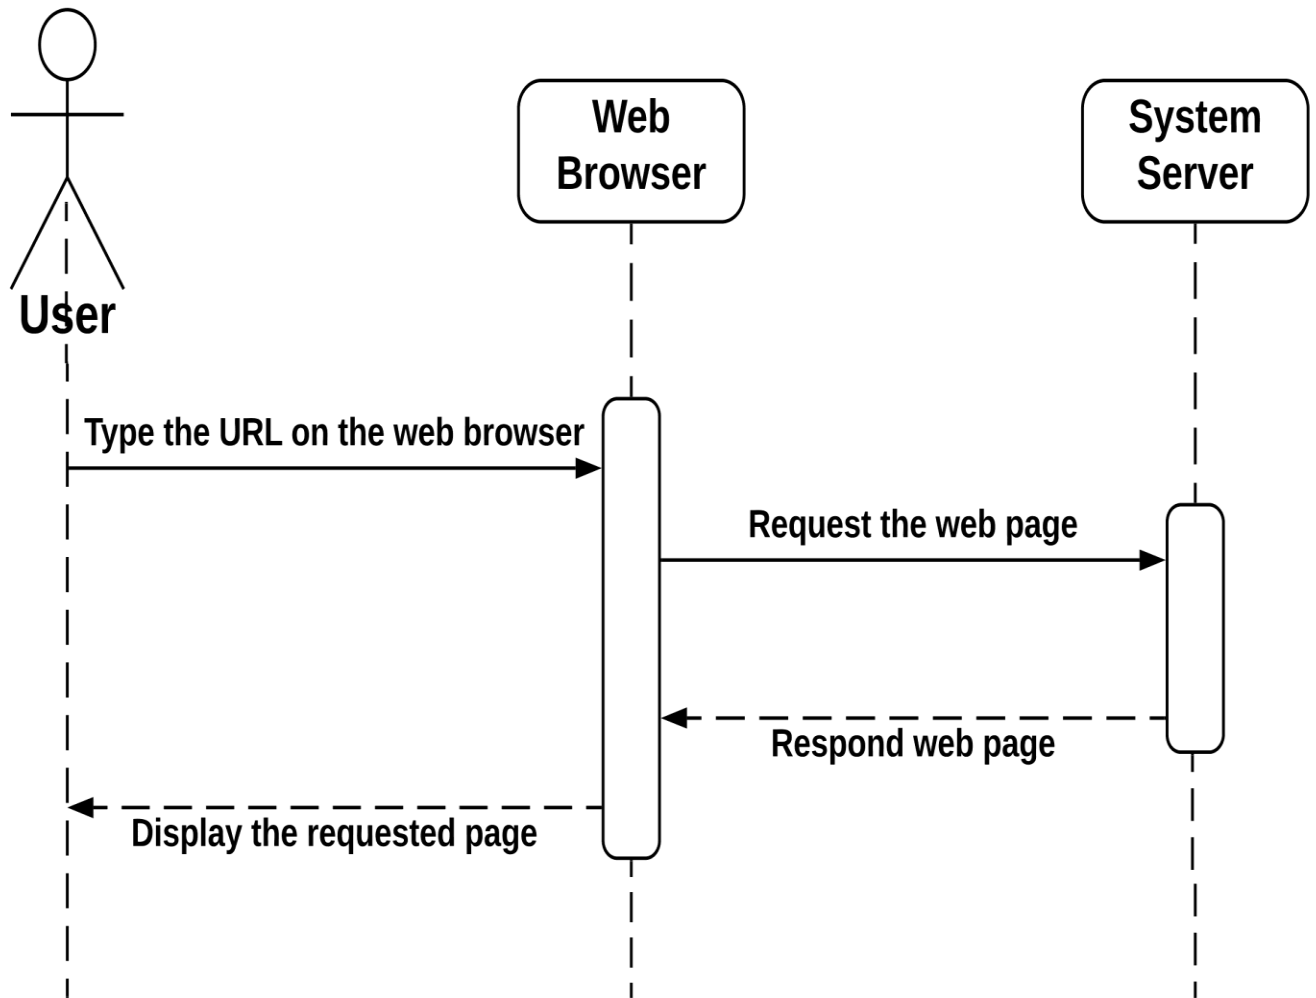 Web
Browser
System
Server
User
Type the URL on the web browser
Request the web page
Respond web page
Display the requested page